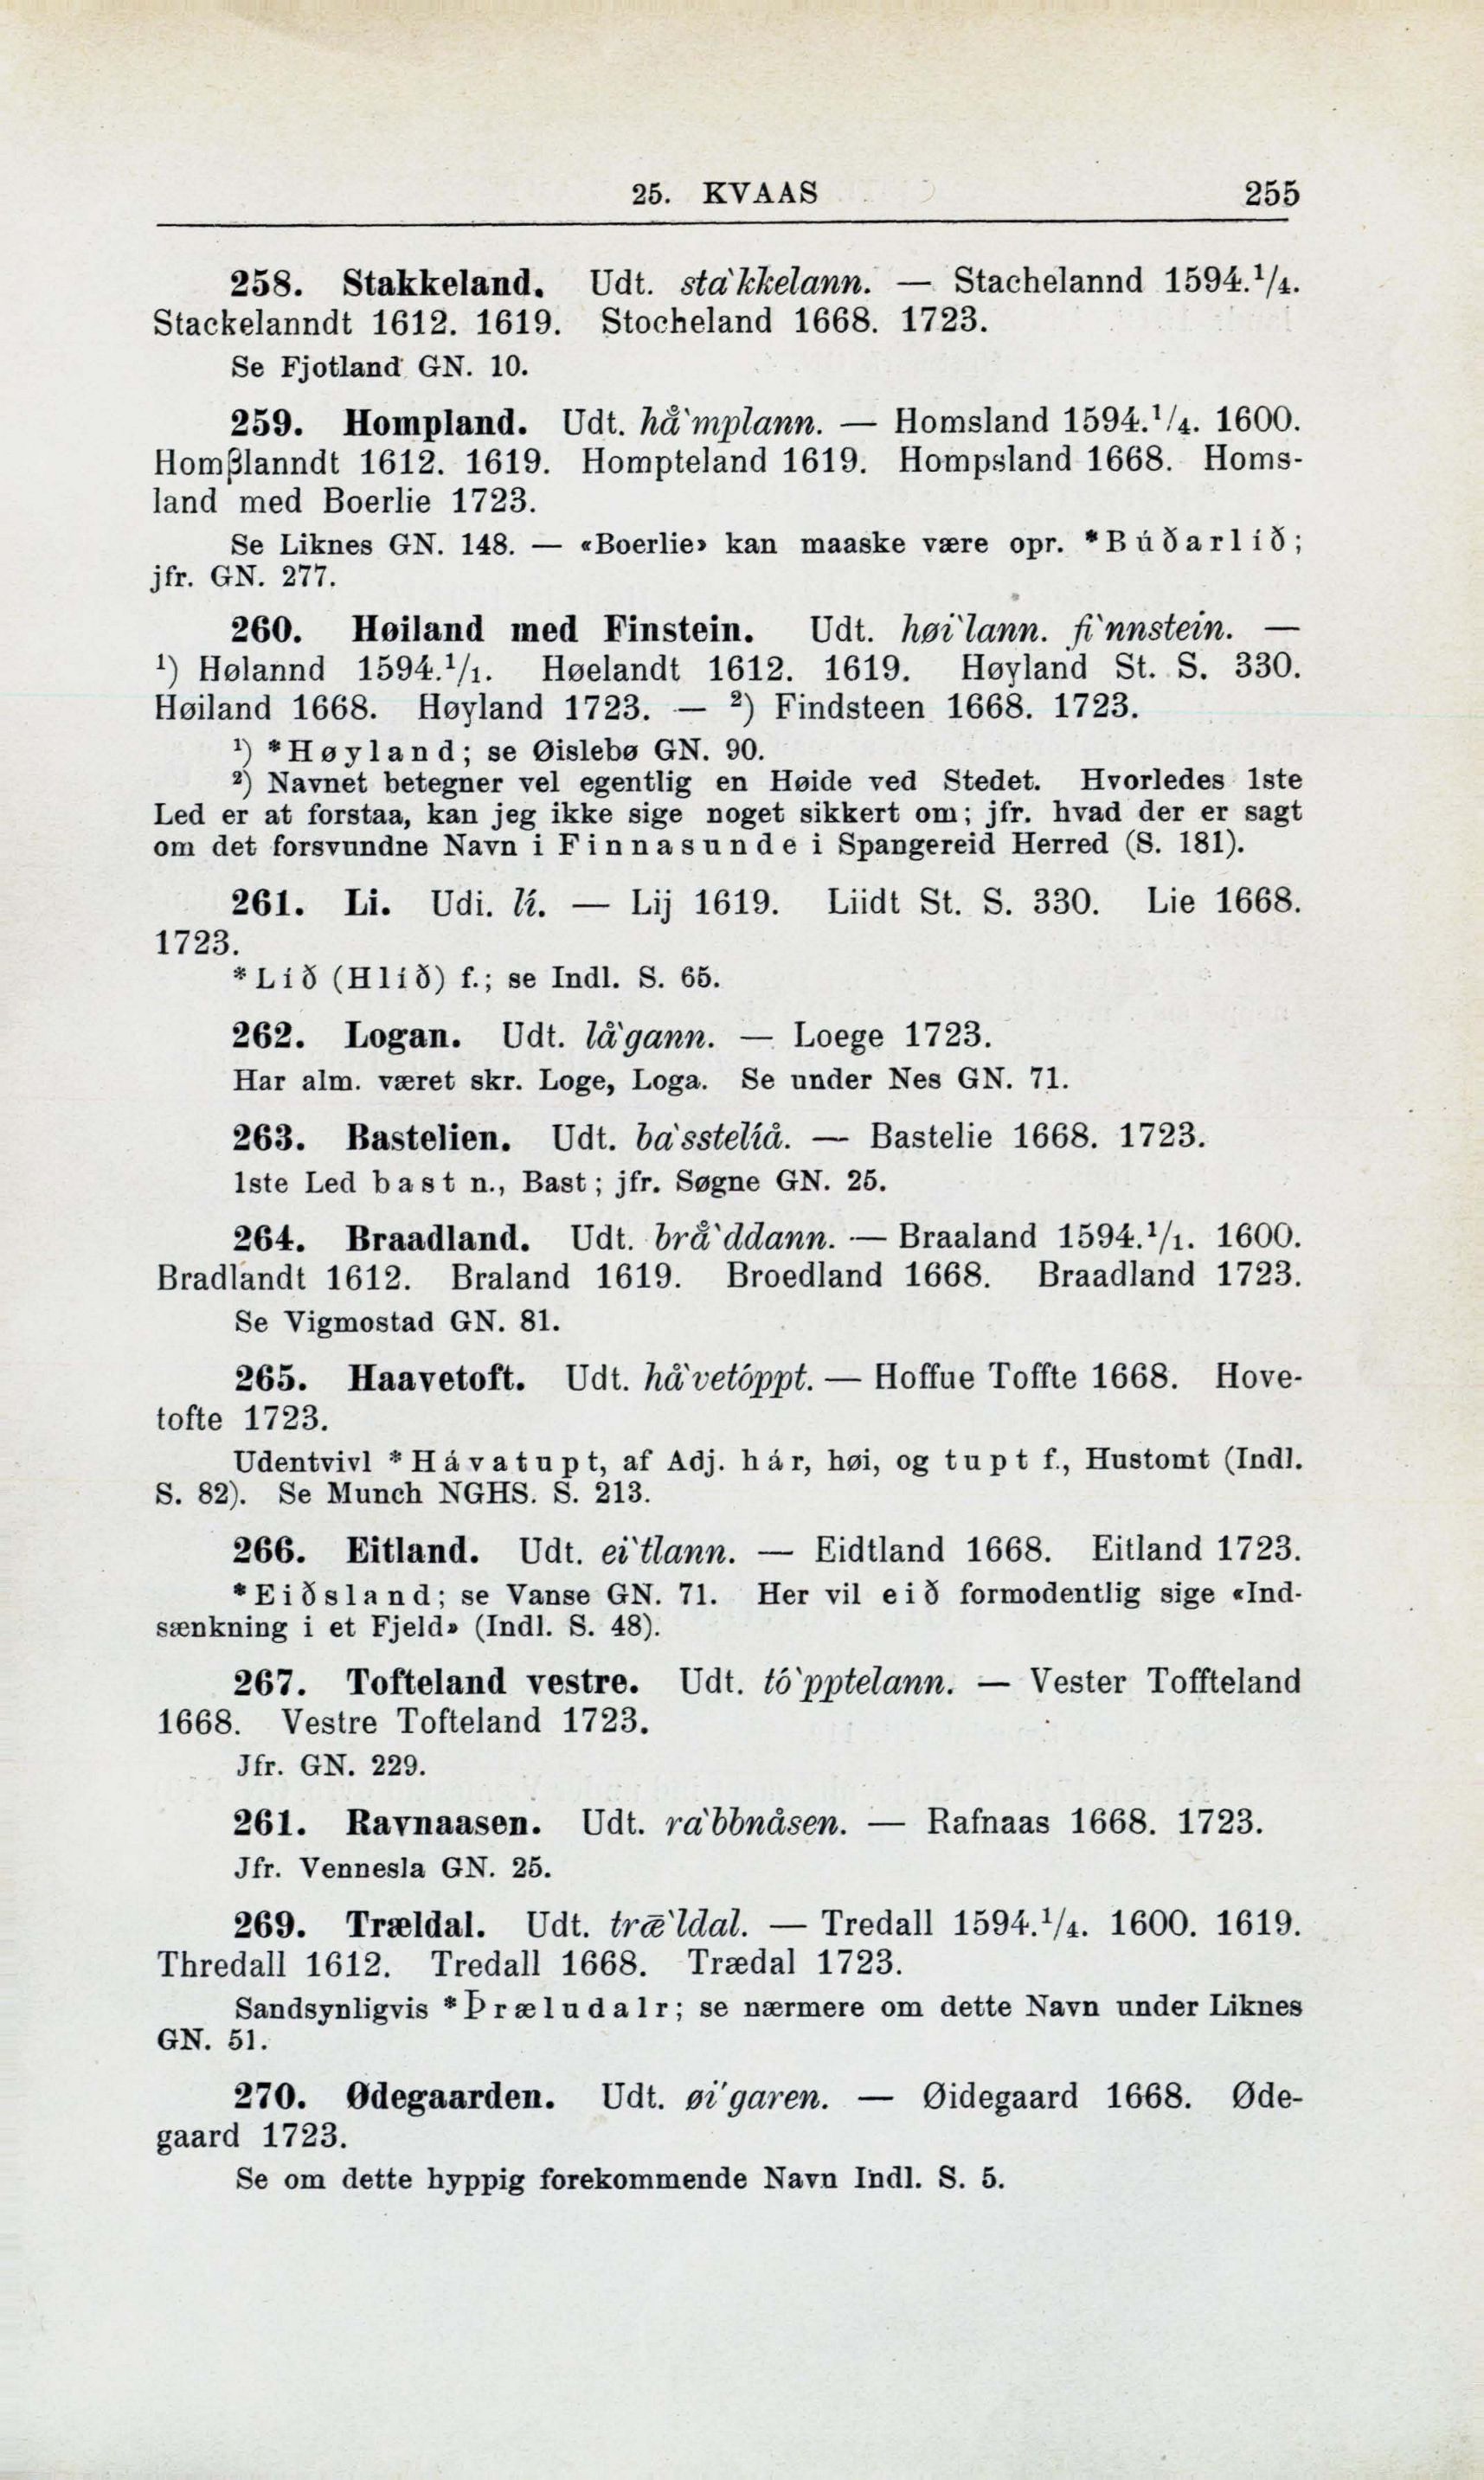 25. KVAAS 255
258. Stakkeland. Udt. sta`kkelann. — Stachelannd 1594.¹/₄.
Stackelanndt 1612. 1619. Stocheland 1668. 1723.
Se Fjotland GN. 10.
259. Hompland. Udt. hå`mplann. — Homsland 1594.¹/₄. 1600.
Homßlanndt 1612. 1619. Hompteland 1619. Hompsland 1668. Homs-
land med Boerlie 1723.
Se Liknes GN. 148. — «Boerlie» kan maaske være opr. *Búðarlíð;
jfr. GN. 277.
260. Høiland med Finstein. Udt. høi`lann. fi`nnstein. —
¹) Hølannd 1594.¹/₁. Høelandt 1612. 1619. Høyland St. S. 330.
Høiland 1668. Høyland 1723. — ²) Findsteen 1668. 1723.
¹) *Høyland; se Øislebø GN. 90.
²) Navnet betegner vel egentlig en Høide ved Stedet. Hvorledes 1ste
Led er at forstaa, kan jeg ikke sige noget sikkert om; jfr. hvad der er sagt
om det forsvundne Navn i Finnasunde i Spangereid Herred (S. 181).
261. Li. Udi. lí. — Lij 1619. Liidt St. S. 330. Lie 1668.
1723.
*Líð (Hlíð) f.; se Indl. S. 65.
262. Logan. Udt. lå`gann. — Loege 1723.
Har alm. været skr. Loge, Loga. Se under Nes GN. 71.
263. Bastelien. Udt. ba`sstelíå. — Bastelie 1668. 1723.
1ste Led bast n., Bast; jfr. Søgne GN. 25.
264. Braadland. Udt. brå`ddann. — Braaland 1594.¹/₁. 1600.
Bradlandt 1612. Braland 1619. Broedland 1668. Braadland 1723.
Se Vigmostad GN. 81.
265. Haavetoft. Udt. hå`vetóppt. — Hoffue Toffte 1668. Hove-
tofte 1723.
Udentvivl *Hávatupt, af Adj. hár, høi, og tupt f., Hustomt (Indl.
S. 82). Se Munch NGHS. S. 213.
266. Eitland. Udt. ei`tlann. — Eidtland 1668. Eitland 1723.
*Eiðsland; se Vanse GN. 71. Her vil eið formodentlig sige «Ind-
sænkning i et Fjeld» (Indl. S. 48).
267. Tofteland vestre. Udt. tó`pptelann. — Vester Toffteland
1668. Vestre Tofteland 1723.
Jfr. GN. 229.
261. Ravnaasen. Udt. ra`bbnåsen. — Rafnaas 1668. 1723.
Jfr. Vennesla GN. 25.
269. Trældal. Udt. træ̅`ldal. — Tredall 1594.¹/₄. 1600. 1619.
Thredall 1612. Tredall 1668. Trædal 1723.
Sandsynligvis *Þræludalr; se nærmere om dette Navn under Liknes
GN. 51.
270. Ødegaarden. Udt. øi´garen. — Øidegaard 1668. Øde-
gaard 1723.
Se om dette hyppig forekommende Navn Indl. S. 5.